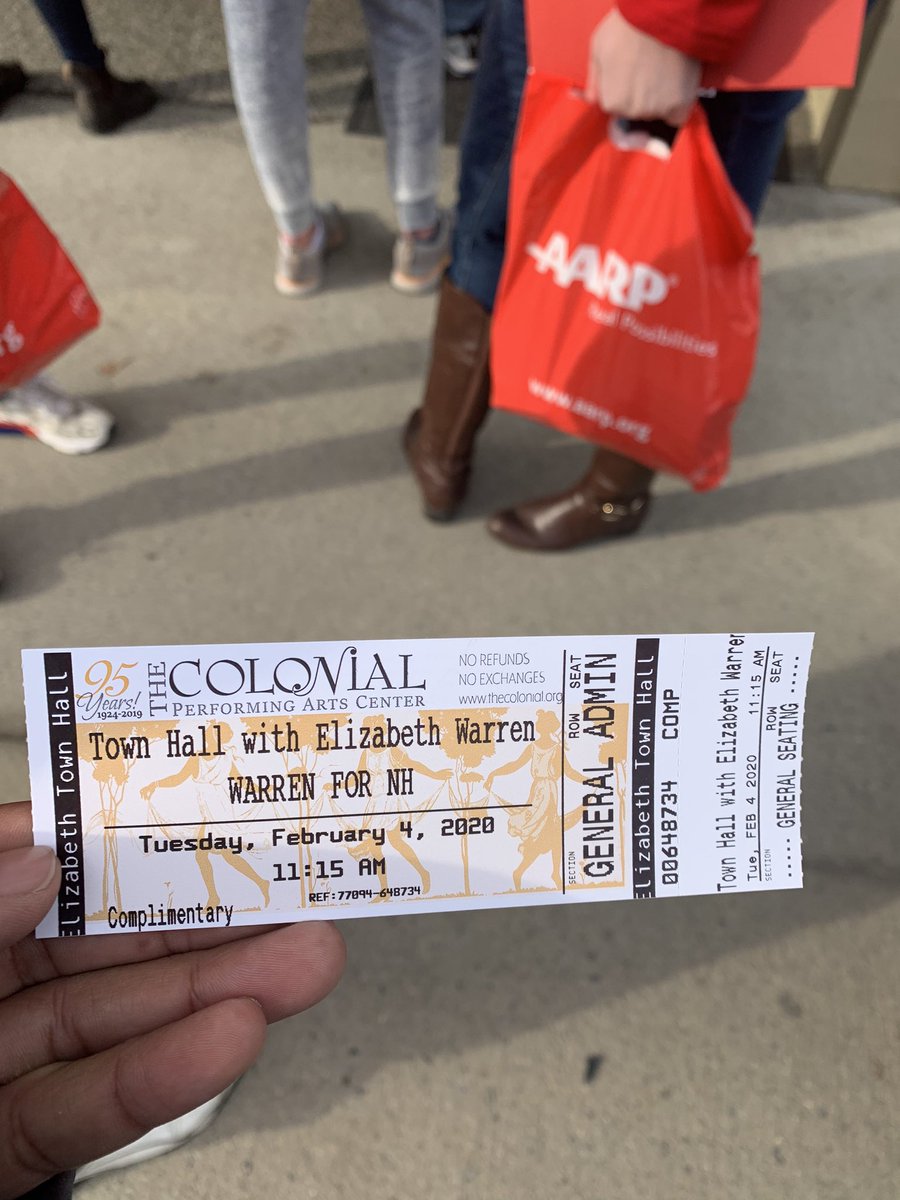 AARP
Real Possibilities
www.aarp.org
rg
Elizabeth Town Hall
95
Years!
1924-2019
THE COLONIAL
PERFORMING ARTS CENTER
NO REFUNDS
NO EXCHANGES
www.thecolonial.org
Town Hall with Elizabeth Warren
WARREN FOR NH
Tuesday, February 4, 2020
11:15 AM
REF:77094-648734
Complimentary
SECTION
ROW
SEAT
GENERAL ADMIN
Elizabeth Town Hall
00648734 COMP
Town Hall with Elizabeth Warren
Tue, FEB 4 2020 11:15 AM
SECTION
ROW
SEAT
..... GENERAL SEATING .....